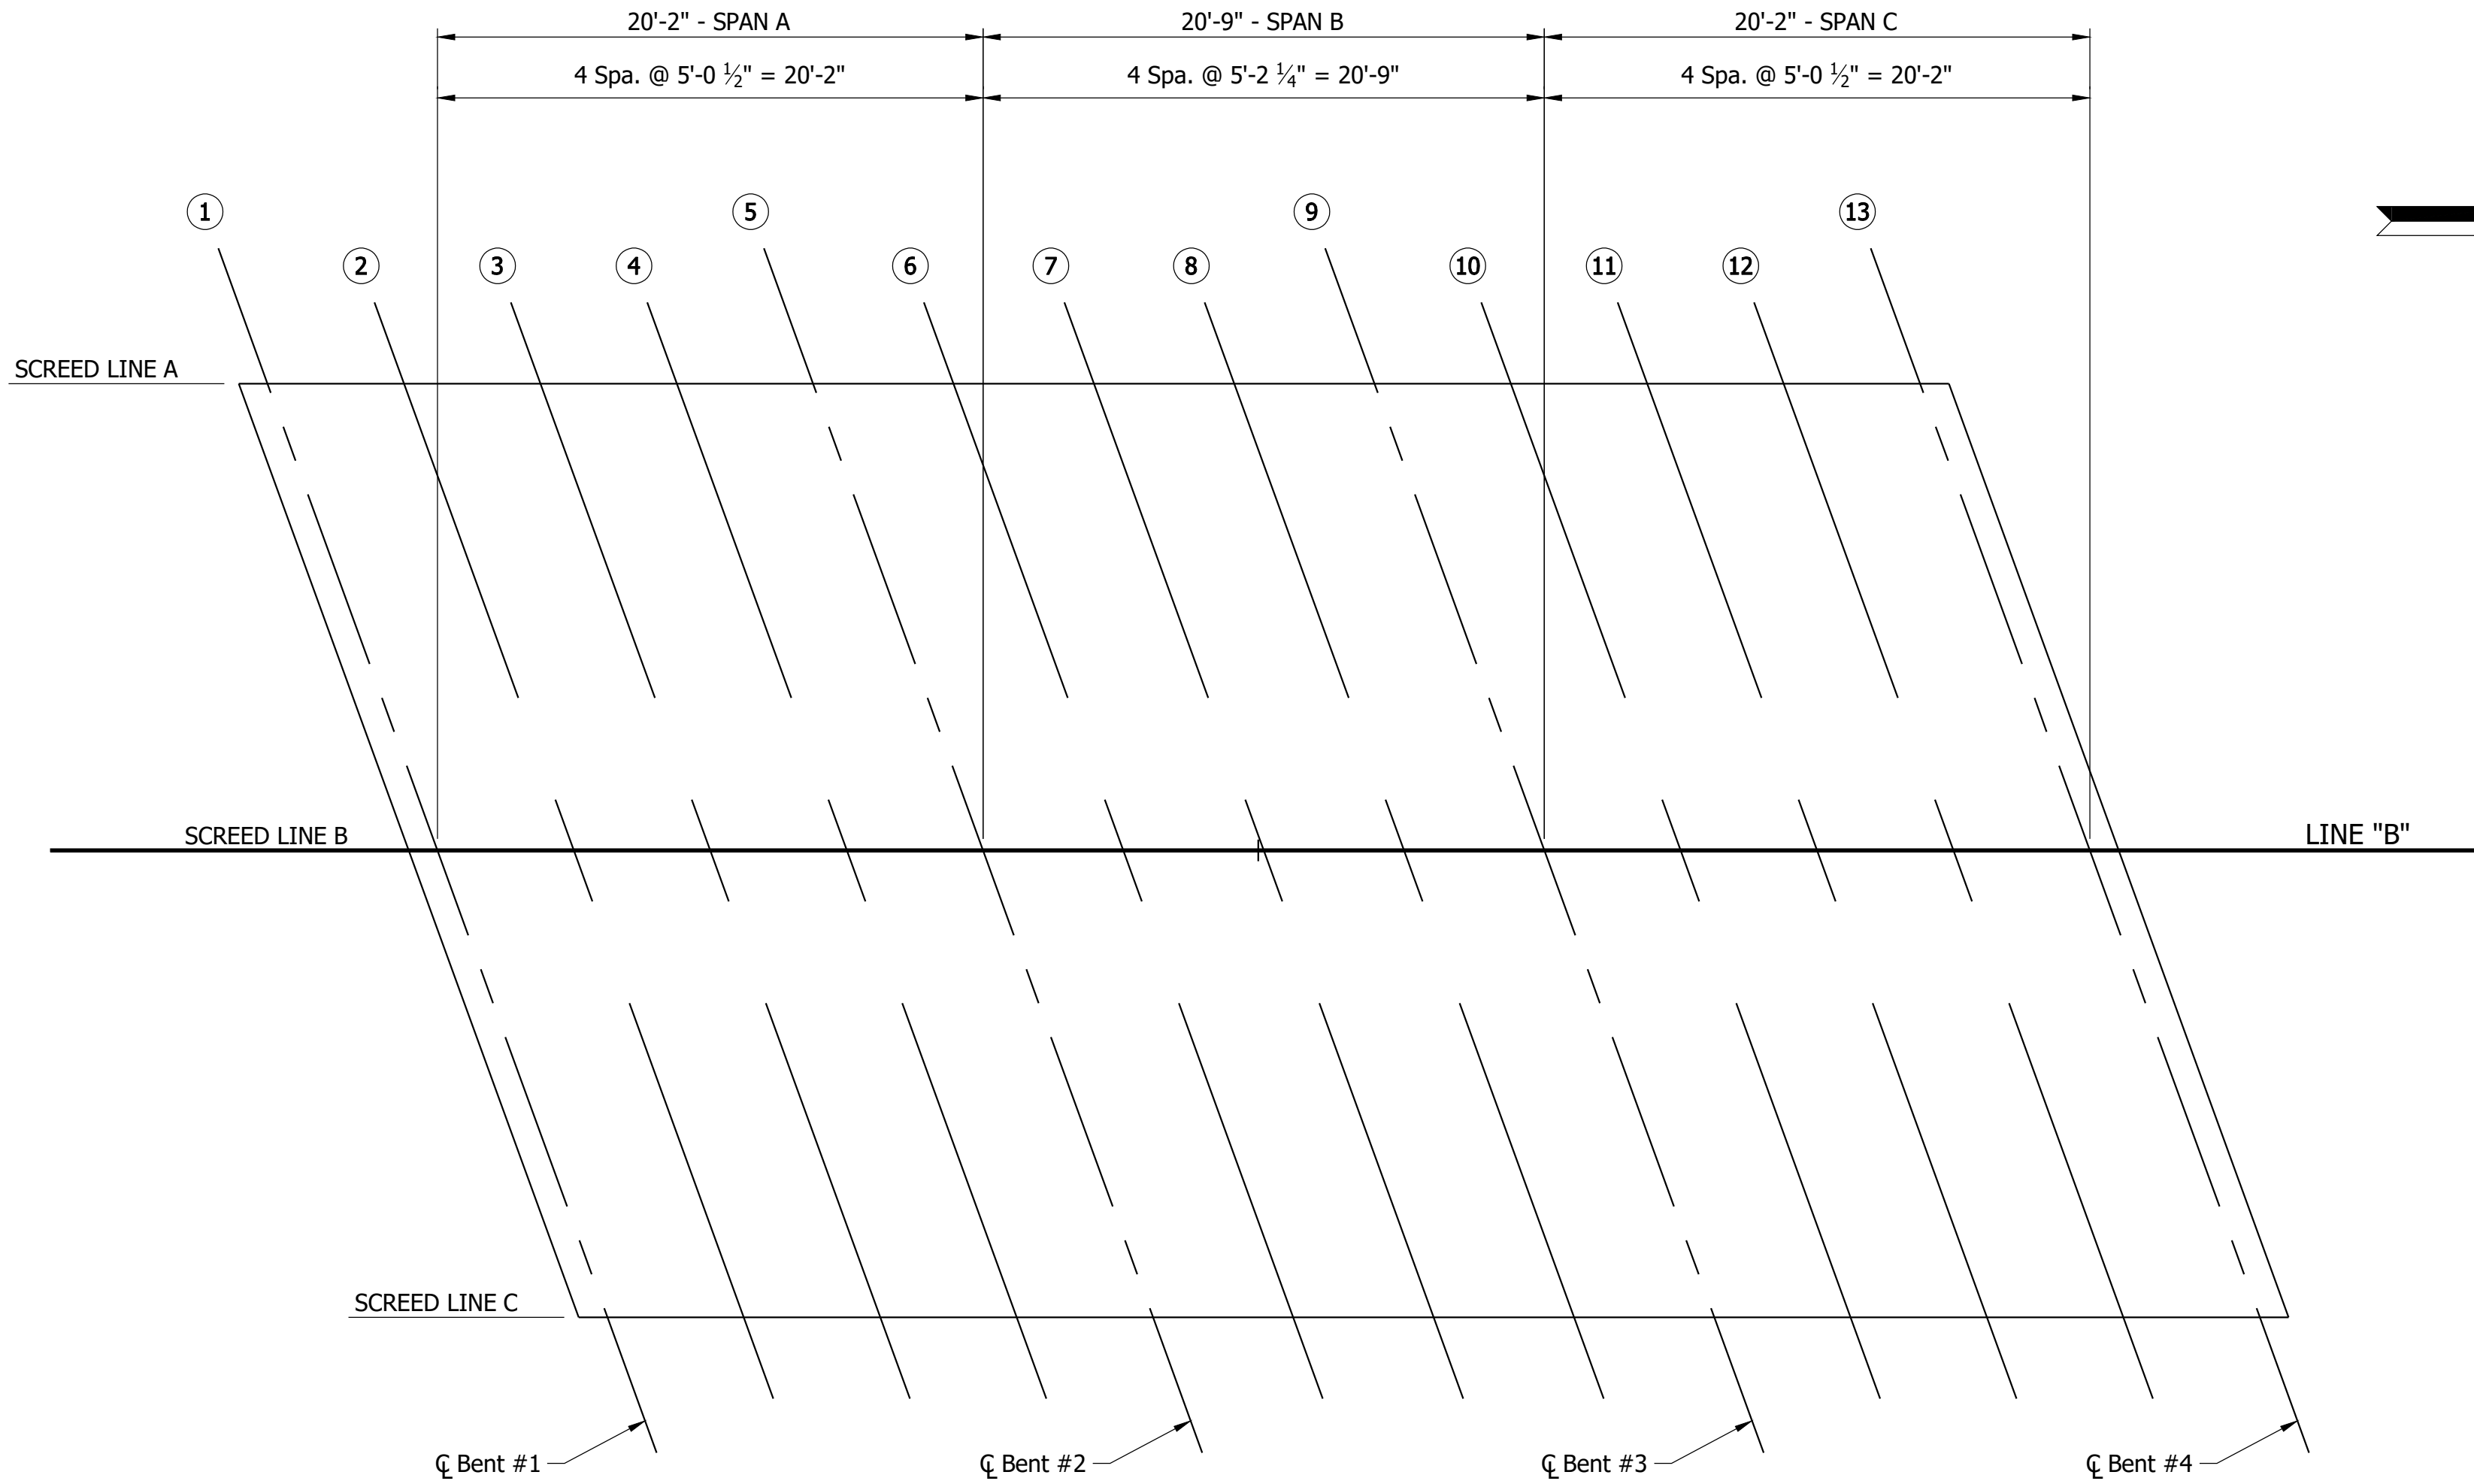 20'-2" - SPAN A
20'-9" - SPAN B
20'-2" - SPAN C
4 Spa. @ 5'-0 ½" = 20'-2"
4 Spa. @ 5'-2 ¼" = 20'-9"
4 Spa. @ 5'-0 ½" = 20'-2"
1
5
9
13
2
3
4
6
7
8
10
11
12
SCREED LINE A
SCREED LINE B
LINE "B"
SCREED LINE C
℄ Bent #1
℄ Bent #2
℄ Bent #3
℄ Bent #4